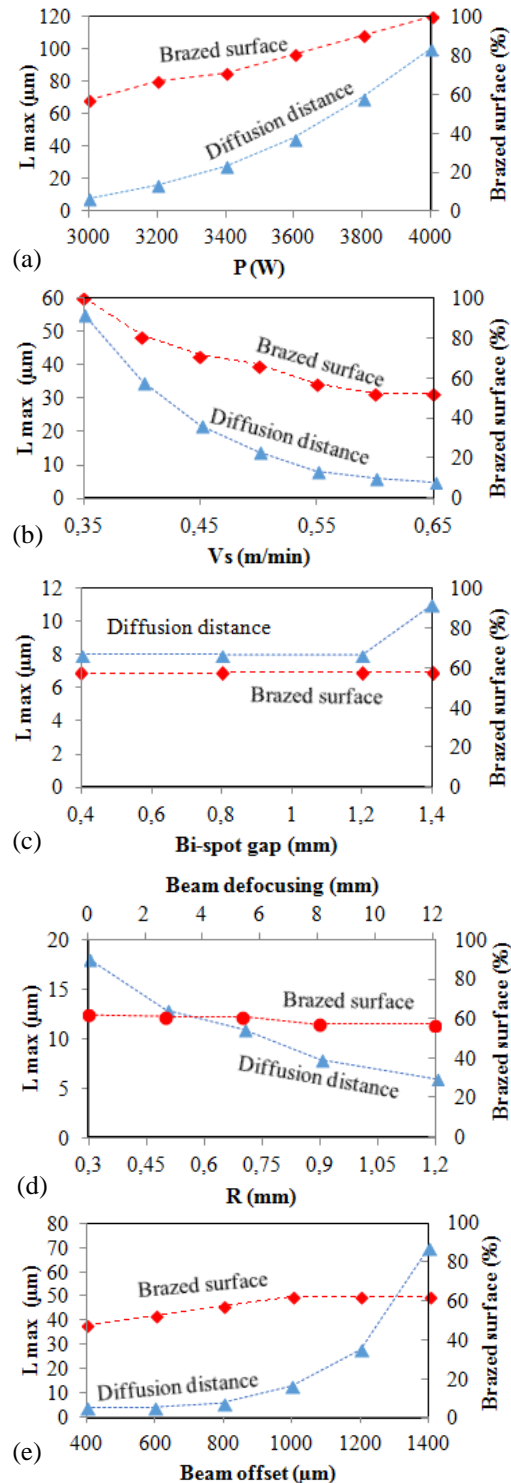 120
100
80
60
40
20
0
L max (µm)
Brazed surface
Diffusion distance
100
80
60
40
20
0
Brazed surface (%)
3000 3200 3400 3600 3800 4000
(a)
P (W)
60
50
40
30
20
10
0
L max (µm)
Brazed surface
Diffusion distance
100
80
60
40
20
0
Brazed surface (%)
0,35 0,45 0,55 0,65
(b)
Vs (m/min)
12
10
8
6
4
2
0
L max (µm)
Diffusion distance
Brazed surface
100
80
60
40
20
0
Brazed surface (%)
0,4 0,6 0,8 1 1,2 1,4
(c)
Bi-spot gap (mm)
Beam defocusing (mm)
0 2 4 6 8 10 12
20
15
10
5
0
L max (µm)
Brazed surface
Diffusion distance
100
80
60
40
20
0
Brazed surface (%)
0,3 0,45 0,6 0,75 0,9 1,05 1,2
(d)
R (mm)
80
70
60
50
40
30
20
10
0
L max (µm)
Brazed surface
Diffusion distance
100
80
60
40
20
0
Brazed surface (%)
400 600 800 1000 1200 1400
(e)
Beam offset (µm)